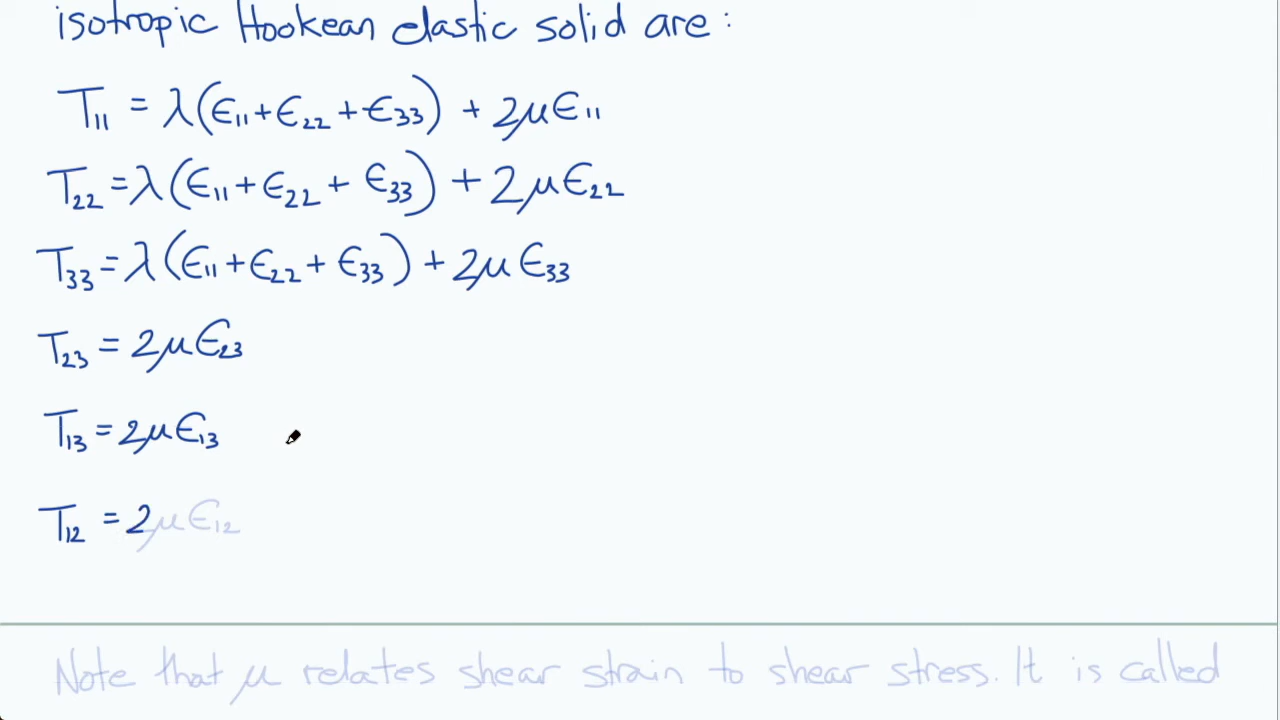 isotropic Hookean elastic solid are:
T₁₁ = λ(ϵ₁₁+ϵ₂₂+ϵ₃₃) + 2μϵ₁₁
T₂₂ = λ(ϵ₁₁+ϵ₂₂+ϵ₃₃) + 2μϵ₂₂
T₃₃ = λ(ϵ₁₁+ϵ₂₂+ϵ₃₃) + 2μϵ₃₃
T₂₃ = 2μϵ₂₃
T₁₃ = 2μϵ₁₃
T₁₂ = 2μϵ₁₂
Note that μ relates shear strain to shear stress. It is called